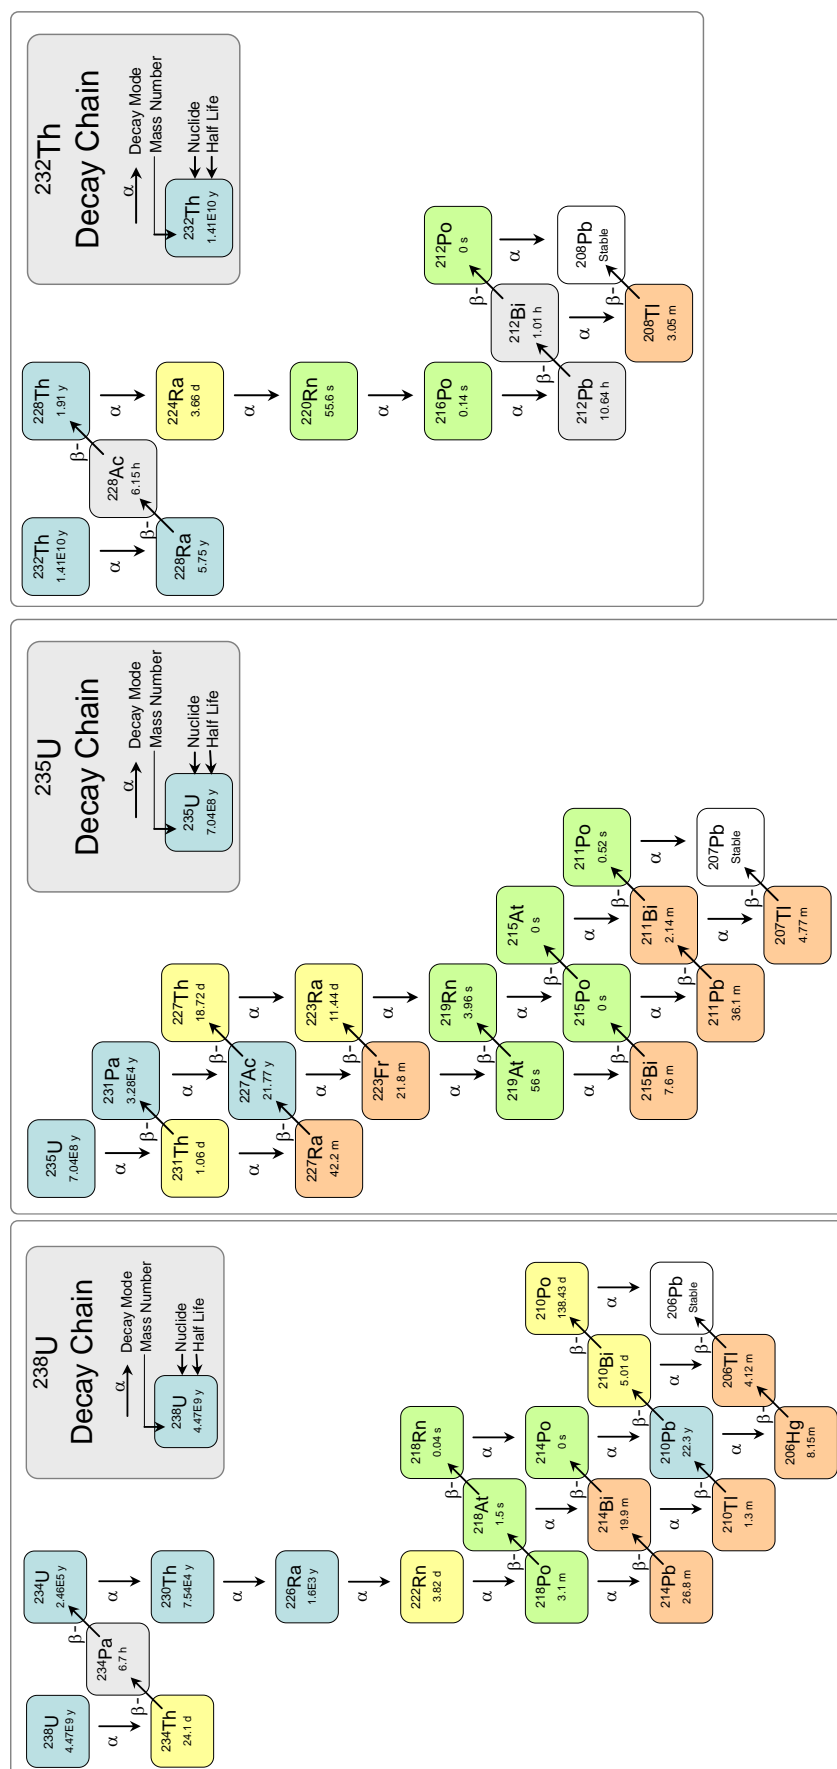 ²³²Th
Decay Chain
α
Decay Mode
Mass Number
Nuclide
Half Life
²³²Th
1.41E10 y
²³²Th
1.41E10 y
α
²²⁸Ra
5.75 y
β-
²²⁸Ac
6.15 h
β-
²²⁸Th
1.91 y
α
²²⁴Ra
3.66 d
α
²²⁰Rn
55.6 s
α
²¹⁶Po
0.14 s
α
²¹²Pb
10.64 h
β-
²¹²Bi
1.01 h
β-
²¹²Po
0 s
α
α
²⁰⁸Tl
3.05 m
β-
²⁰⁸Pb
Stable
²³⁵U
Decay Chain
α
Decay Mode
Mass Number
Nuclide
Half Life
²³⁵U
7.04E8 y
²³⁵U
7.04E8 y
α
²³¹Th
1.06 d
β-
²³¹Pa
3.28E4 y
α
α
²²⁷Ra
42.2 m
β-
²²⁷Ac
21.77 y
β-
²²⁷Th
18.72 d
α
α
²²³Fr
21.8 m
β-
²²³Ra
11.44 d
α
α
²¹⁹At
56 s
β-
²¹⁹Rn
3.96 s
α
α
²¹⁵Bi
7.6 m
β-
²¹⁵Po
0 s
β-
²¹⁵At
0 s
α
α
²¹¹Pb
36.1 m
β-
²¹¹Bi
2.14 m
β-
²¹¹Po
0.52 s
α
α
²⁰⁷Tl
4.77 m
β-
²⁰⁷Pb
Stable
²³⁸U
Decay Chain
α
Decay Mode
Mass Number
Nuclide
Half Life
²³⁸U
4.47E9 y
²³⁸U
4.47E9 y
α
²³⁴Th
24.1 d
β-
²³⁴Pa
6.7 h
β-
²³⁴U
2.46E5 y
α
²³⁰Th
7.54E4 y
α
²²⁶Ra
1.6E3 y
α
²²²Rn
3.82 d
α
²¹⁸Po
3.1 m
β-
²¹⁸At
1.5 s
β-
²¹⁸Rn
0.04 s
α
α
α
²¹⁴Pb
26.8 m
β-
²¹⁴Bi
19.9 m
β-
²¹⁴Po
0 s
α
α
²¹⁰Tl
1.3 m
β-
²¹⁰Pb
22.3 y
β-
²¹⁰Bi
5.01 d
β-
²¹⁰Po
138.43 d
α
α
α
²⁰⁶Hg
8.15m
β-
²⁰⁶Tl
4.12 m
β-
²⁰⁶Pb
Stable